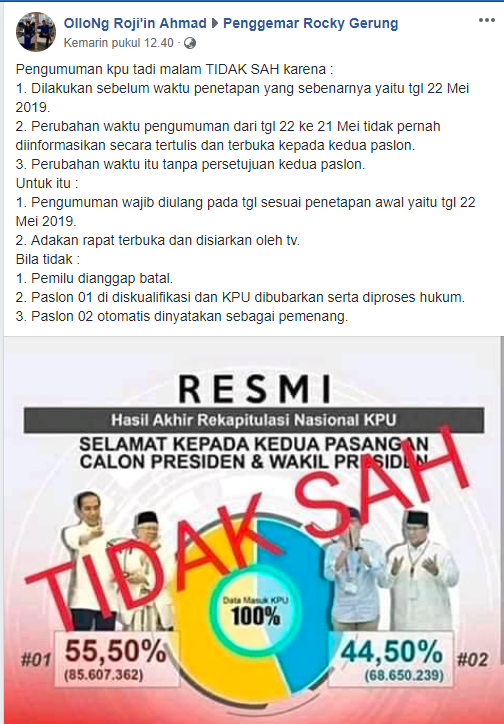 OlloNg Roji'in Ahmad ▸ Penggemar Rocky Gerung
Kemarin pukul 12.40 ·
Pengumuman kpu tadi malam TIDAK SAH karena :
1. Dilakukan sebelum waktu penetapan yang sebenarnya yaitu tgl 22 Mei
2019.
2. Perubahan waktu pengumuman dari tgl 22 ke 21 Mei tidak pernah
diinformasikan secara tertulis dan terbuka kepada kedua paslon.
3. Perubahan waktu itu tanpa persetujuan kedua paslon.
Untuk itu :
1. Pengumuman wajib diulang pada tgl sesuai penetapan awal yaitu tgl 22
Mei 2019.
2. Adakan rapat terbuka dan disiarkan oleh tv.
Bila tidak :
1. Pemilu dianggap batal.
2. Paslon 01 di diskualifikasi dan KPU dibubarkan serta diproses hukum.
3. Paslon 02 otomatis dinyatakan sebagai pemenang.
RESMI
Hasil Akhir Rekapitulasi Nasional KPU
SELAMAT KEPADA KEDUA PASANGAN
CALON PRESIDEN & WAKIL PRESIDEN
TIDAK SAH
Data Masuk KPU
100%
#01 55,50%
(85.607.362)
44,50% #02
(68.650.239)